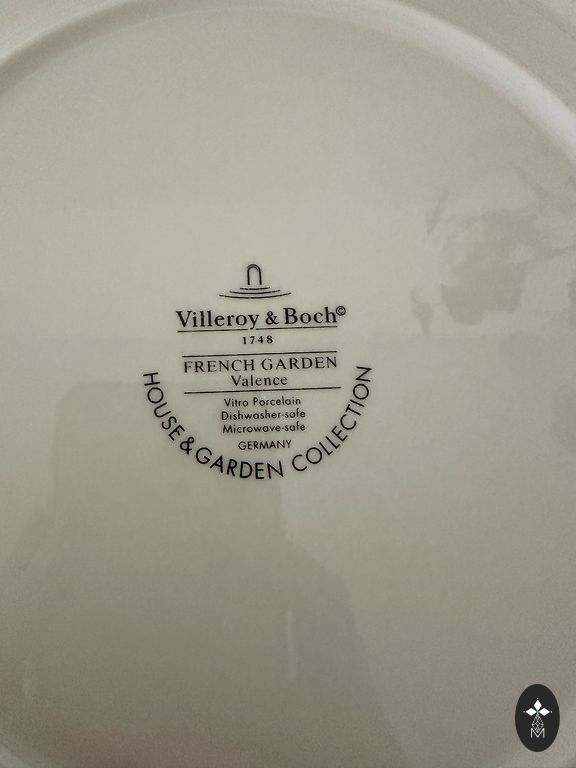 Villeroy & Boch©
1748
FRENCH GARDEN
Valence
Vitro Porcelain
Dishwasher-safe
Microwave-safe
GERMANY
HOUSE & GARDEN COLLECTION
M